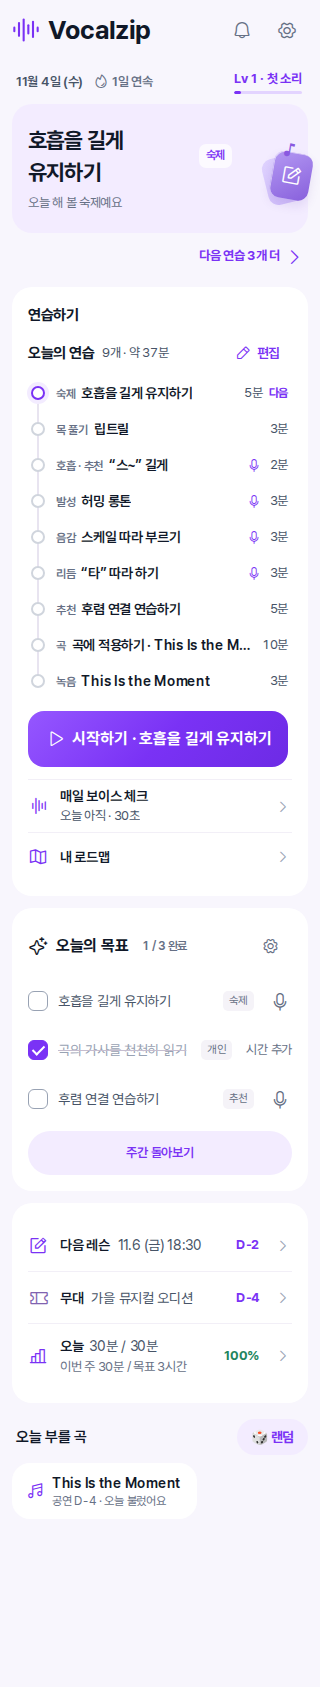 Vocalzip
11월 4일 (수) 1일 연속 Lv 1 · 첫 소리
호흡을 길게
유지하기
숙제
오늘 해 볼 숙제예요
다음 연습 3개 더
연습하기
오늘의 연습 9개 · 약 37분 편집
숙제 호흡을 길게 유지하기 5분 다음
목 풀기 립트릴 3분
호흡 · 추천 “스~” 길게 2분
발성 허밍 롱톤 3분
음감 스케일 따라 부르기 3분
리듬 “타” 따라 하기 3분
추천 후렴 연결 연습하기 5분
곡 곡에 적용하기 · This Is the M... 10분
녹음 This Is the Moment 3분
시작하기 · 호흡을 길게 유지하기
매일 보이스 체크
오늘 아직 · 30초
내 로드맵
오늘의 목표 1 / 3 완료
호흡을 길게 유지하기 숙제
곡의 가사를 천천히 읽기 개인 시간 추가
후렴 연결 연습하기 추천
주간 돌아보기
다음 레슨 11.6 (금) 18:30 D-2
무대 가을 뮤지컬 오디션 D-4
오늘 30분 / 30분 100%
이번 주 30분 / 목표 3시간
오늘 부를 곡 랜덤
This Is the Moment
공연 D-4 · 오늘 불렀어요